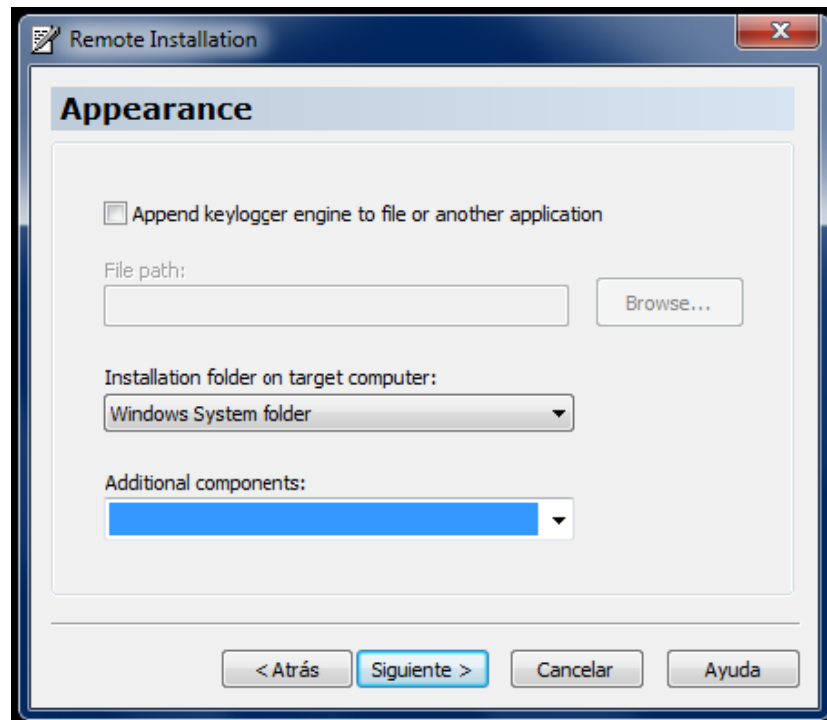 Remote Installation
X
Appearance
Append keylogger engine to file or another application
File path:
Browse...
Installation folder on target computer:
Windows System folder
Additional components:
< Atrás Siguiente > Cancelar Ayuda